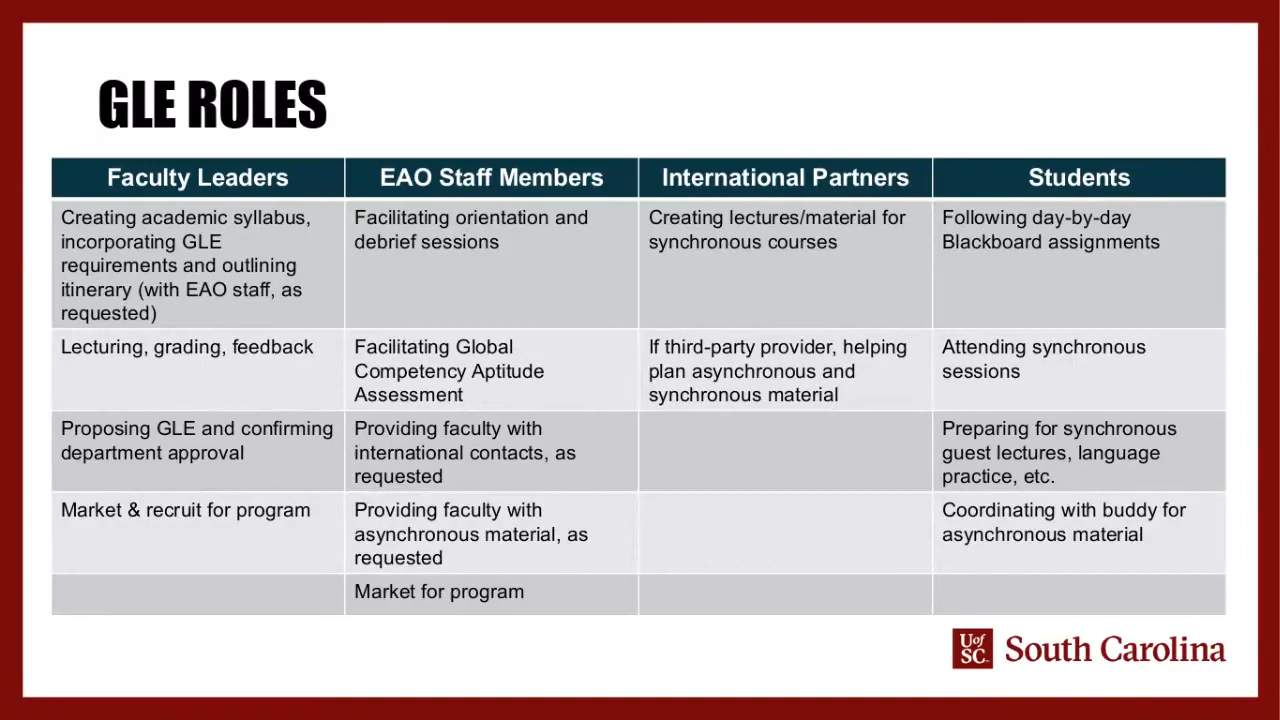 GLE ROLES
Faculty Leaders
EAO Staff Members
International Partners
Students
Creating academic syllabus,
incorporating GLE
requirements and outlining
itinerary (with EAO staff, as
requested)
Facilitating orientation and
debrief sessions
Creating lectures/material for
synchronous courses
Following day-by-day
Blackboard assignments
Lecturing, grading, feedback
Facilitating Global
Competency Aptitude
Assessment
If third-party provider, helping
plan asynchronous and
synchronous material
Attending synchronous
sessions
Proposing GLE and confirming
department approval
Providing faculty with
international contacts, as
requested
Preparing for synchronous
guest lectures, language
practice, etc.
Market & recruit for program
Providing faculty with
asynchronous material, as
requested
Coordinating with buddy for
asynchronous material
Market for program
Uof
SC
South Carolina